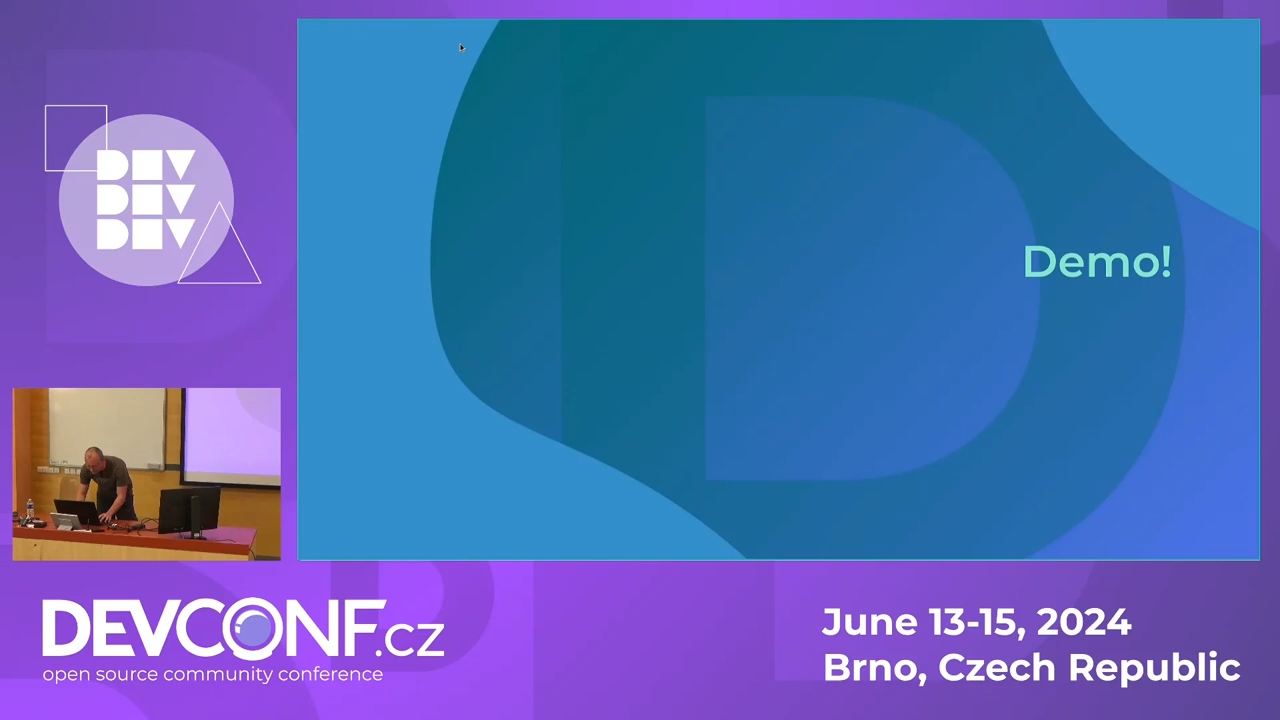 DEV
DEV
DEV
Demo!
DEVCONF.cz
open source community conference
June 13-15, 2024
Brno, Czech Republic